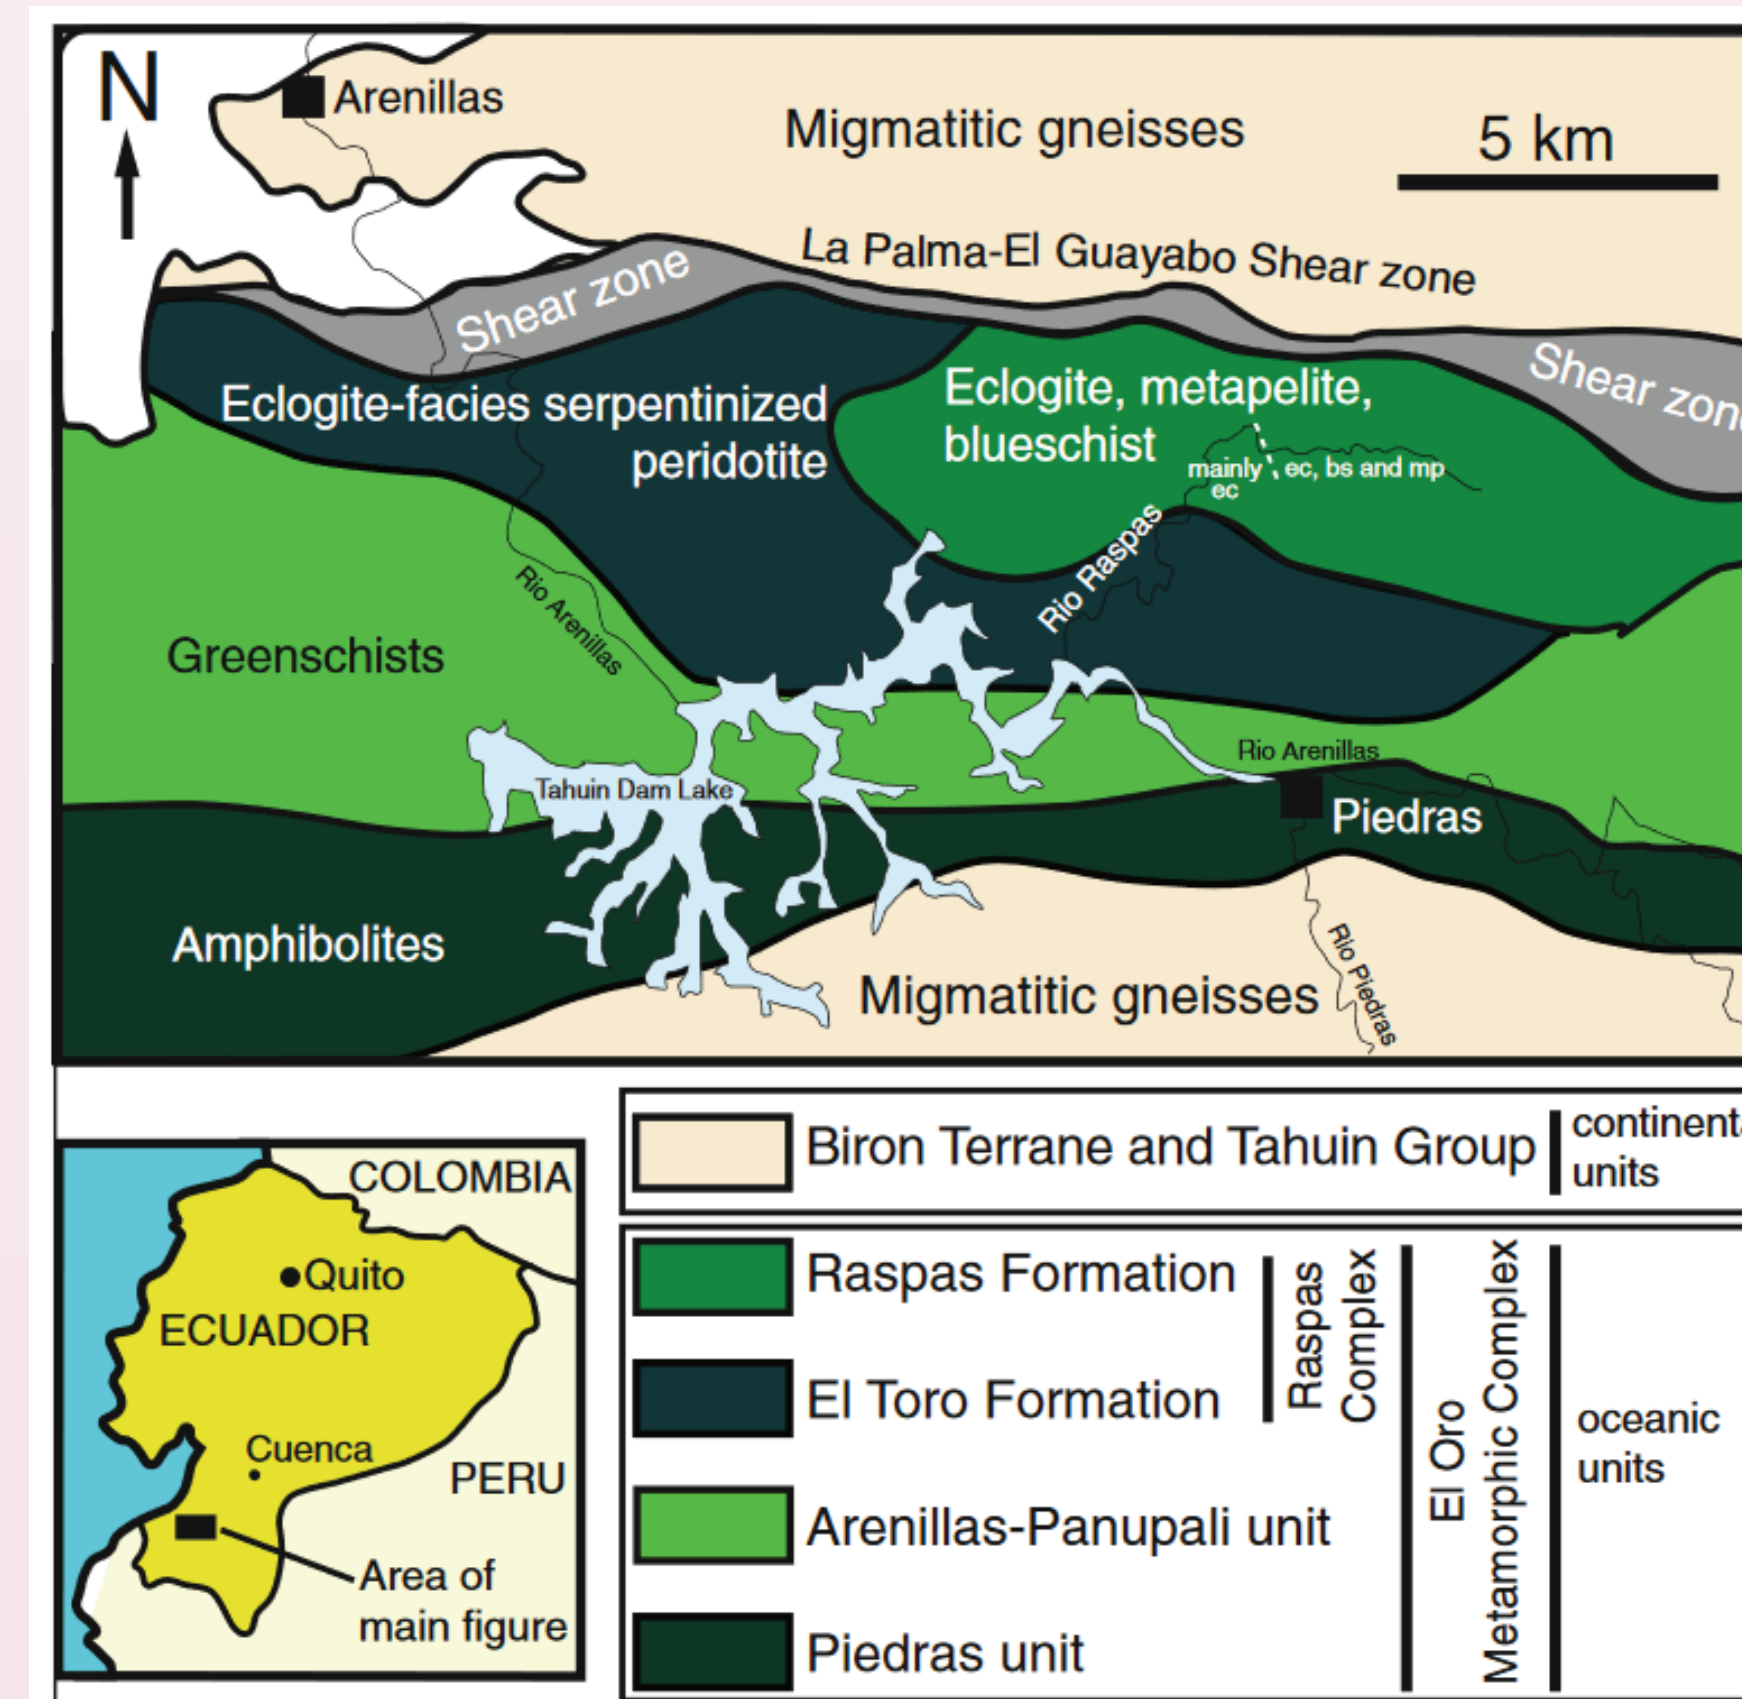 N
Arenillas
Migmatitic gneisses
5 km
La Palma-El Guayabo Shear zone
Shear zone
Shear zon
Eclogite-facies serpentinized
peridotite
Eclogite, metapelite,
blueschist
mainly
ec
ec, bs and mp
Rio Raspas
Rio Arenillas
Greenschists
Rio Arenillas
Tahuin Dam Lake
Piedras
Amphibolites
Migmatitic gneisses
Rio Piedras
COLOMBIA
Quito
ECUADOR
Cuenca
PERU
Area of
main figure
Biron Terrane and Tahuin Group
continent
units
Raspas Formation
El Toro Formation
Arenillas-Panupali unit
Piedras unit
Raspas
Complex
El Oro
Metamorphic Complex
oceanic
units